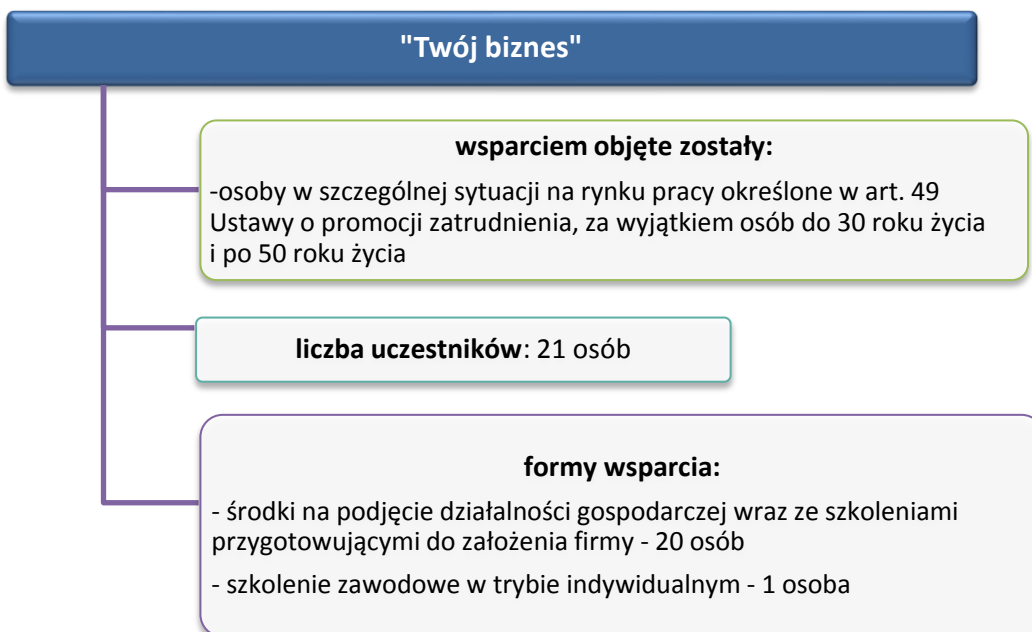 "Twój biznes"
wsparciem objęte zostały:
-osoby w szczególnej sytuacji na rynku pracy określone w art. 49
Ustawy o promocji zatrudnienia, za wyjątkiem osób do 30 roku życia
i po 50 roku życia
liczba uczestników: 21 osób
formy wsparcia:
- środki na podjęcie działalności gospodarczej wraz ze szkoleniami
przygotowującymi do założenia firmy - 20 osób
- szkolenie zawodowe w trybie indywidualnym - 1 osoba